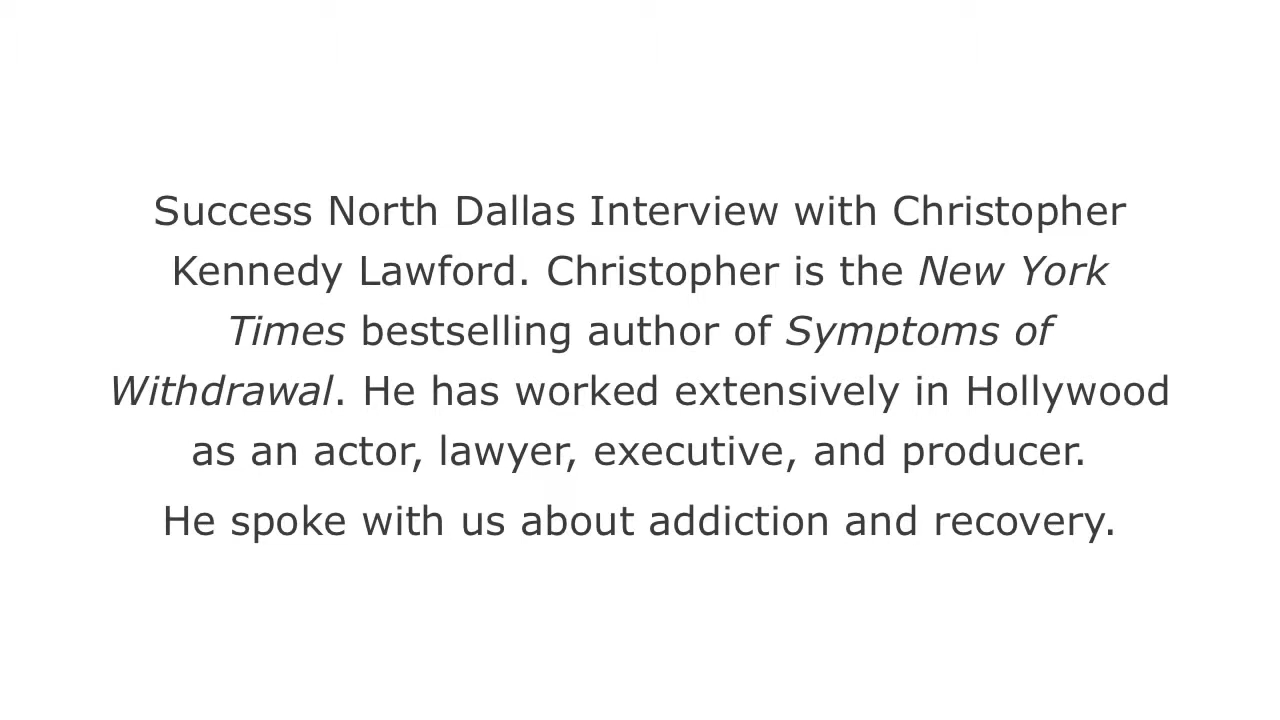 Success North Dallas Interview with Christopher
Kennedy Lawford. Christopher is the New York
Times bestselling author of Symptoms of
Withdrawal. He has worked extensively in Hollywood
as an actor, lawyer, executive, and producer.
He spoke with us about addiction and recovery.